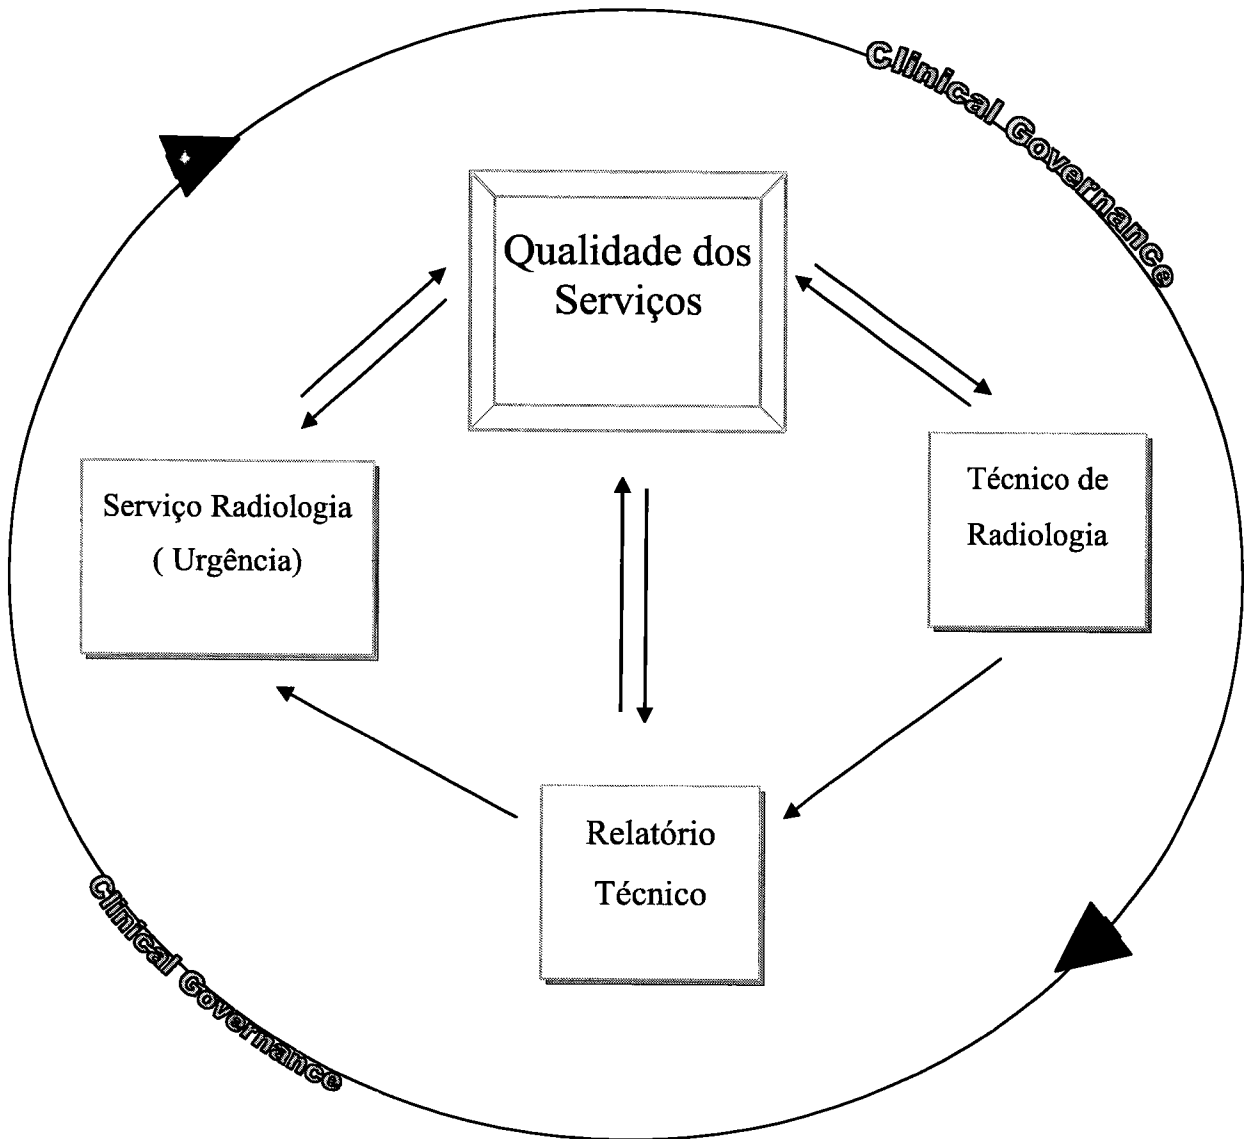 Clinical Governance
Qualidade dos
Serviços
Serviço Radiologia
( Urgência)
Técnico de
Radiologia
Relatório
Técnico
Clinical Governance